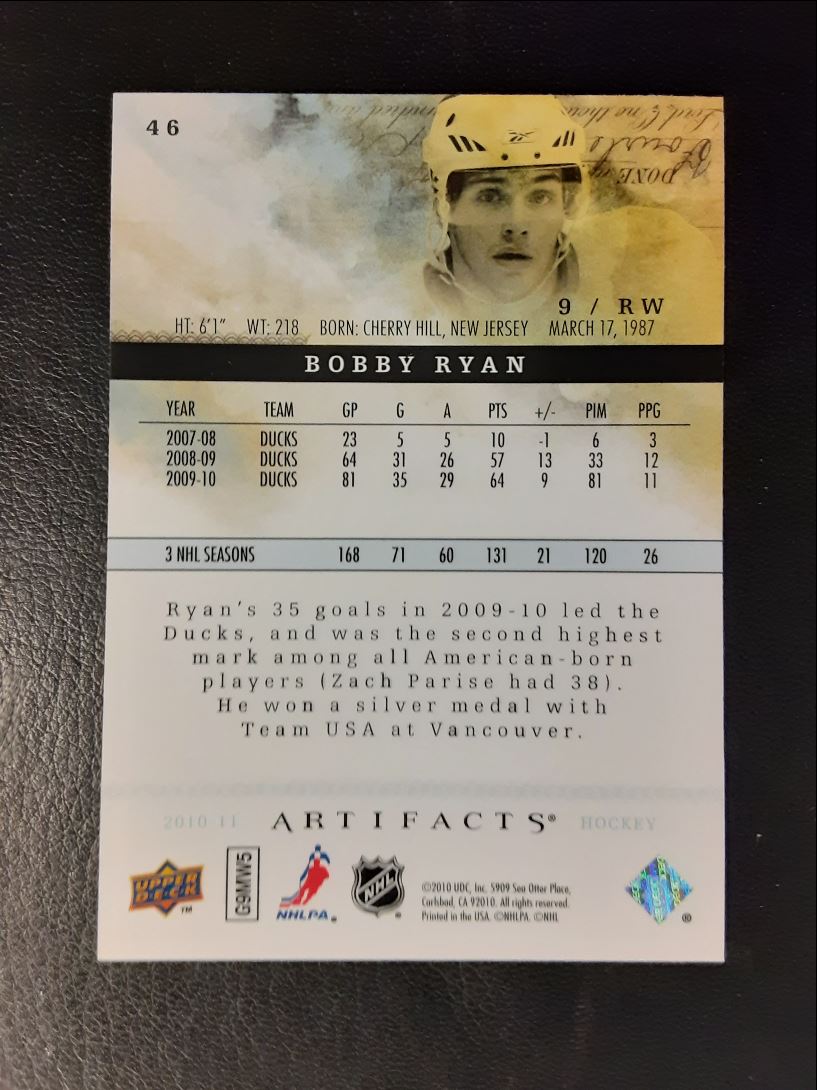 46
DONE
9 / RW
HT: 6'1" WT: 218 BORN: CHERRY HILL, NEW JERSEY MARCH 17, 1987
BOBBY RYAN
YEAR TEAM GP G A PTS +/- PIM PPG
2007-08 DUCKS 23 5 5 10 -1 6 3
2008-09 DUCKS 64 31 26 57 13 33 12
2009-10 DUCKS 81 35 29 64 9 81 11
3 NHL SEASONS 168 71 60 131 21 120 26
Ryan's 35 goals in 2009-10 led the
Ducks, and was the second highest
mark among all American-born
players (Zach Parise had 38).
He won a silver medal with
Team USA at Vancouver.
2010-11 ARTIFACTS® HOCKEY
UPPER DECK ™
G9MW5
NHLPA®
NHL ®
©2010 UDC, Inc. 5909 Sea Otter Place,
Carlsbad, CA 92010. All rights reserved.
Printed in the USA. ©NHLPA. ©NHL
®